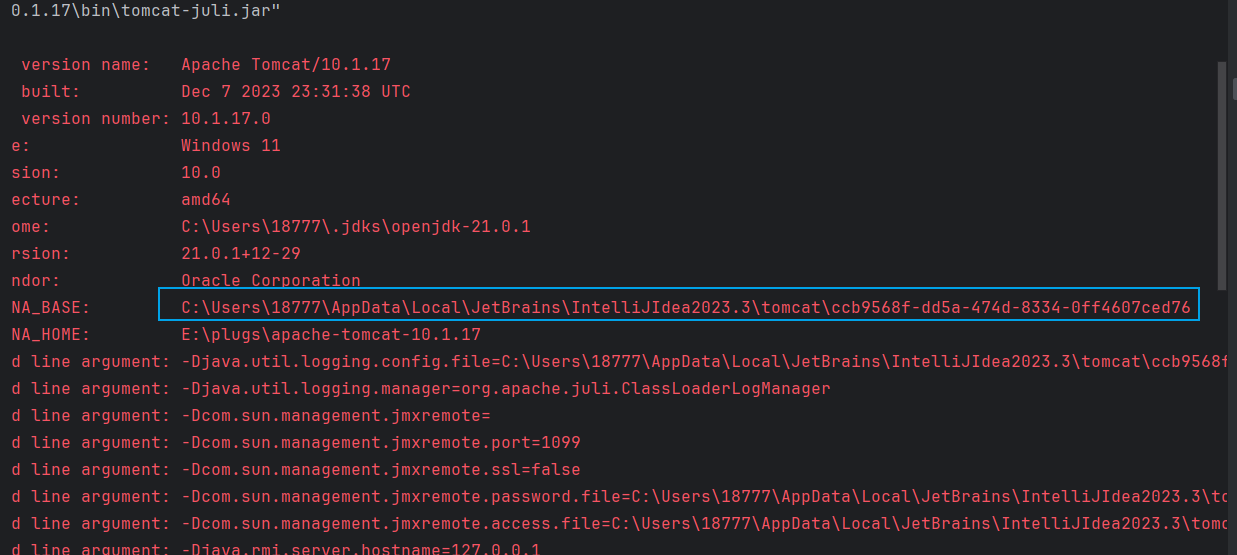 0.1.17\bin\tomcat-juli.jar"
version name: Apache Tomcat/10.1.17
built: Dec 7 2023 23:31:38 UTC
version number: 10.1.17.0
e: Windows 11
sion: 10.0
ecture: amd64
ome: C:\Users\18777\.jdks\openjdk-21.0.1
rsion: 21.0.1+12-29
ndor: Oracle Corporation
NA_BASE: C:\Users\18777\AppData\Local\JetBrains\IntelliJIdea2023.3\tomcat\ccb9568f-dd5a-474d-8334-0ff4607ced76
NA_HOME: E:\plugs\apache-tomcat-10.1.17
d line argument: -Djava.util.logging.config.file=C:\Users\18777\AppData\Local\JetBrains\IntelliJIdea2023.3\tomcat\ccb9568f
d line argument: -Djava.util.logging.manager=org.apache.juli.ClassLoaderLogManager
d line argument: -Dcom.sun.management.jmxremote=
d line argument: -Dcom.sun.management.jmxremote.port=1099
d line argument: -Dcom.sun.management.jmxremote.ssl=false
d line argument: -Dcom.sun.management.jmxremote.password.file=C:\Users\18777\AppData\Local\JetBrains\IntelliJIdea2023.3\to
d line argument: -Dcom.sun.management.jmxremote.access.file=C:\Users\18777\AppData\Local\JetBrains\IntelliJIdea2023.3\tomc
d line argument: -Djava.rmi.server.hostname=127.0.0.1